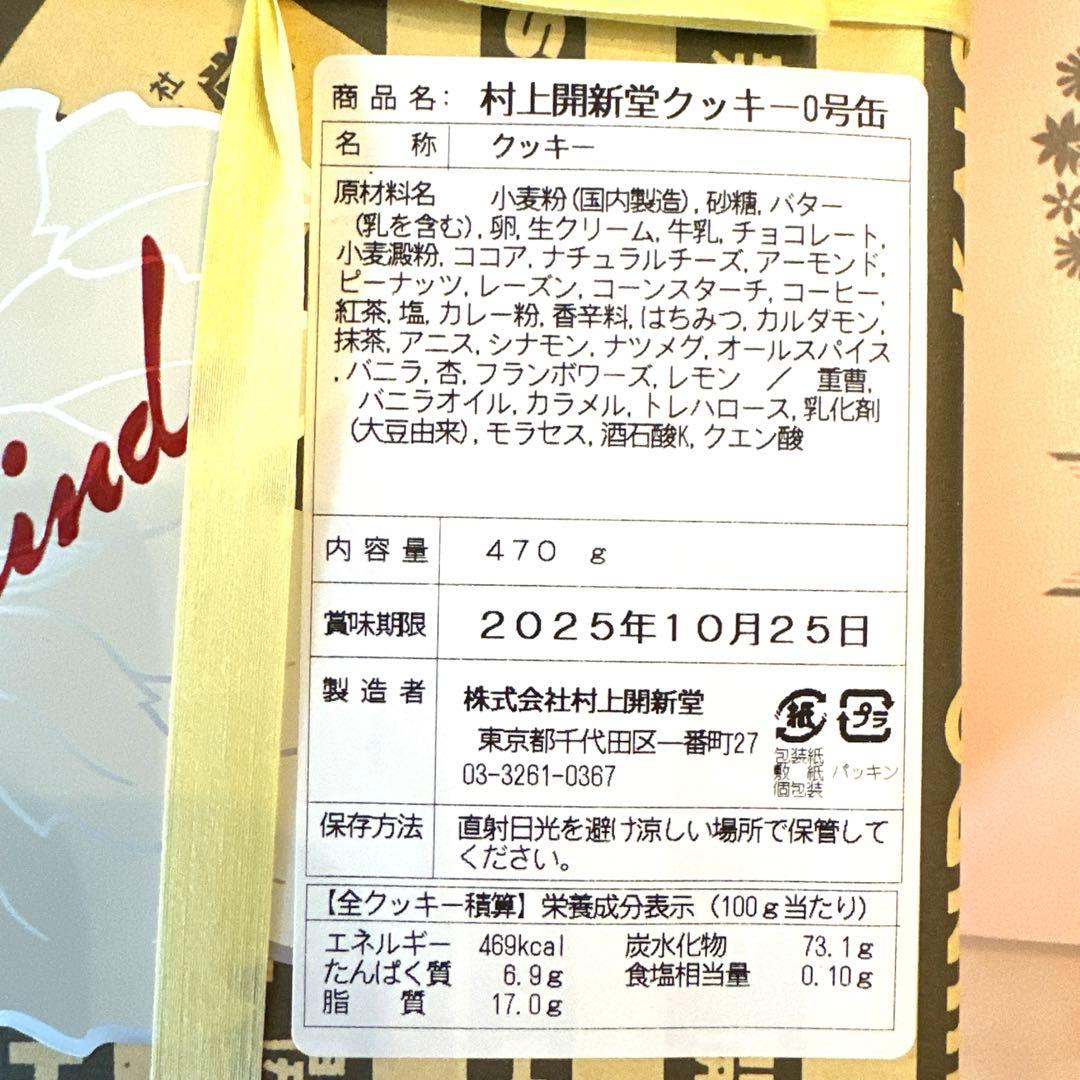 社
ind
商品名: 村上開新堂クッキー0号缶
名 称 クッキー
原材料名 小麦粉(国内製造), 砂糖, バター
(乳を含む), 卵, 生クリーム, 牛乳, チョコレート,
小麦澱粉, ココア, ナチュラルチーズ, アーモンド,
ピーナッツ, レーズン, コーンスターチ, コーヒー,
紅茶, 塩, カレー粉, 香辛料, はちみつ, カルダモン,
抹茶, アニス, シナモン, ナツメグ, オールスパイス
, バニラ, 杏, フランボワーズ, レモン / 重曹,
バニラオイル, カラメル, トレハロース, 乳化剤
(大豆由来), モラセス, 酒石酸K, クエン酸
内容量 470 g
賞味期限 2025年10月25日
製造者 株式会社村上開新堂
東京都千代田区一番町27
03-3261-0367
紙 プラ
包装紙
敷紙 パッキン
個包装
保存方法 直射日光を避け涼しい場所で保管して
ください。
【全クッキー積算】栄養成分表示 (100g当たり)
エネルギー 469kcal 炭水化物 73.1g
たんぱく質 6.9g 食塩相当量 0.10g
脂 質 17.0g